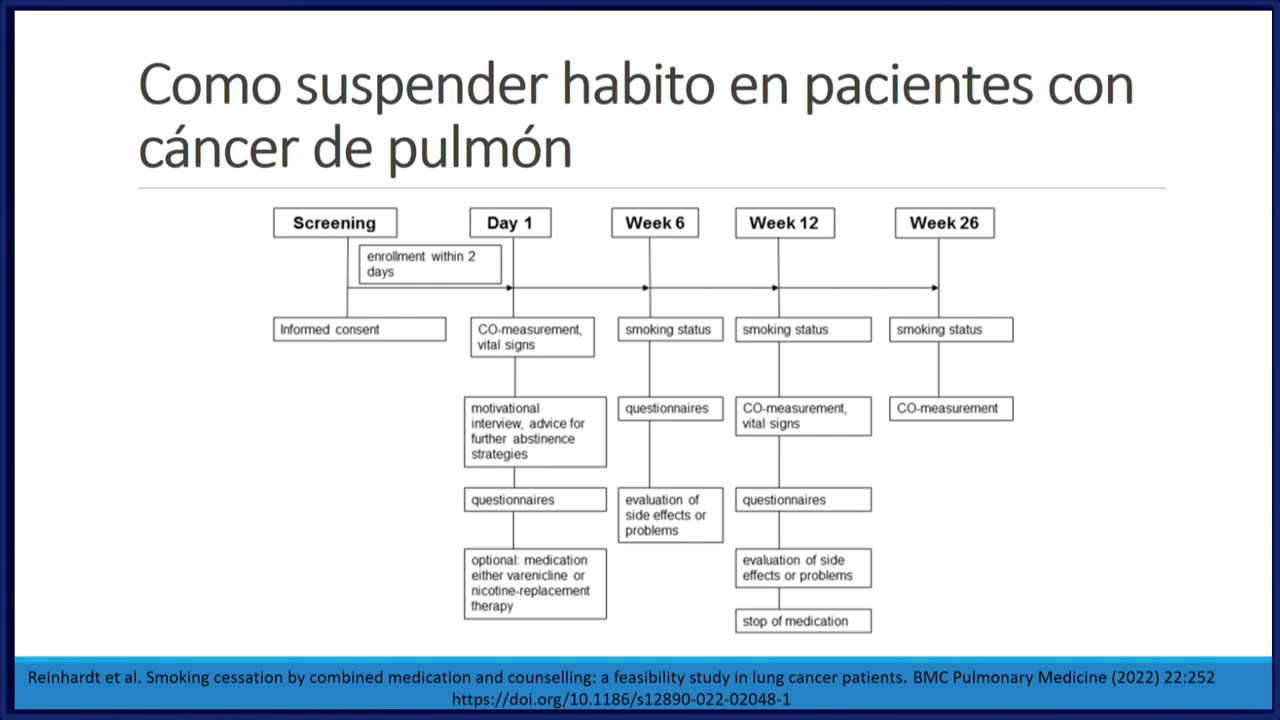 Como suspender habito en pacientes con
cáncer de pulmón
Screening
Day 1
Week 6
Week 12
Week 26
enrollment within 2
days
Informed consent
CO-measurement,
vital signs
smoking status
smoking status
smoking status
motivational
interview, advice for
further abstinence
strategies
questionnaires
CO-measurement,
vital signs
CO-measurement
questionnaires
evaluation of
side effects or
problems
questionnaires
optional: medication
either varenicline or
nicotine-replacement
therapy
evaluation of side
effects or problems
stop of medication
Reinhardt et al. Smoking cessation by combined medication and counselling: a feasibility study in lung cancer patients. BMC Pulmonary Medicine (2022) 22:252
https://doi.org/10.1186/s12890-022-02048-1